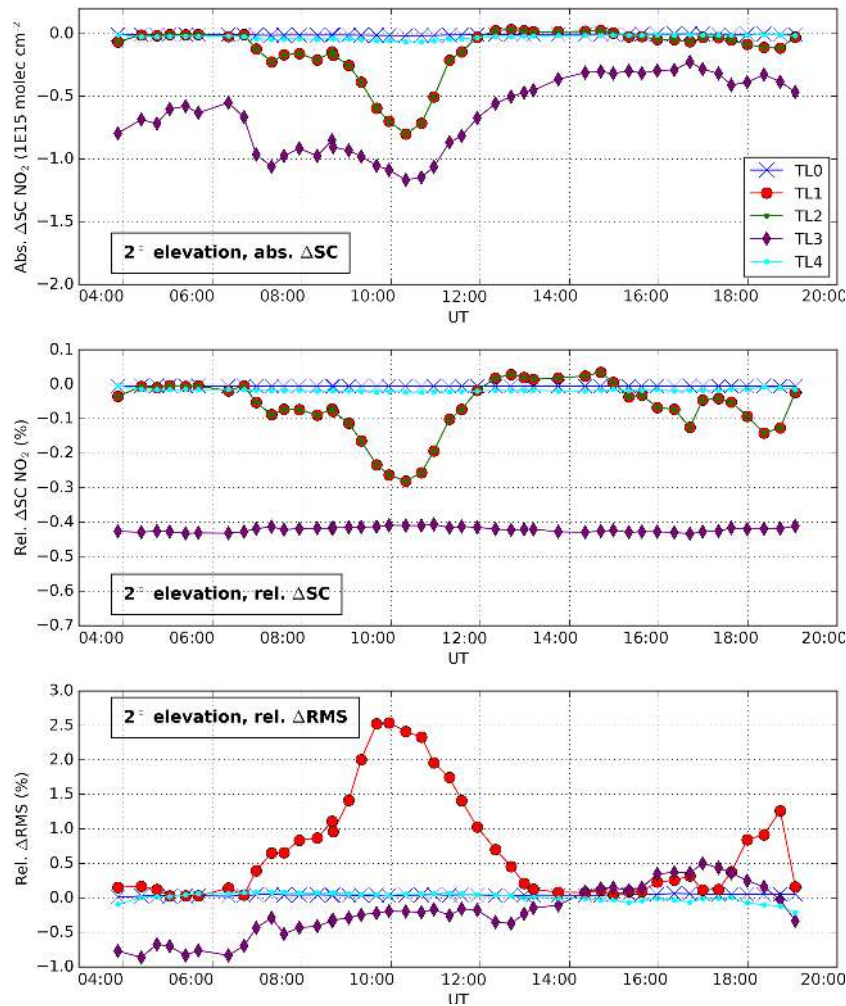 Abs. ΔSC NO₂ (1E15 molec cm⁻²
0.0
−0.5
−1.0
−1.5
−2.0
TL0
TL1
TL2
TL3
TL4
2° elevation, abs. ΔSC
04:00 06:00 08:00 10:00 12:00 14:00 16:00 18:00 20:00
UT
Rel. ΔSC NO₂ (%)
0.1
0.0
−0.1
−0.2
−0.3
−0.4
−0.5
−0.6
−0.7
2° elevation, rel. ΔSC
04:00 06:00 08:00 10:00 12:00 14:00 16:00 18:00 20:00
UT
Rel. ΔRMS (%)
3.0
2.5
2.0
1.5
1.0
0.5
0.0
−0.5
−1.0
2° elevation, rel. ΔRMS
04:00 06:00 08:00 10:00 12:00 14:00 16:00 18:00 20:00
UT